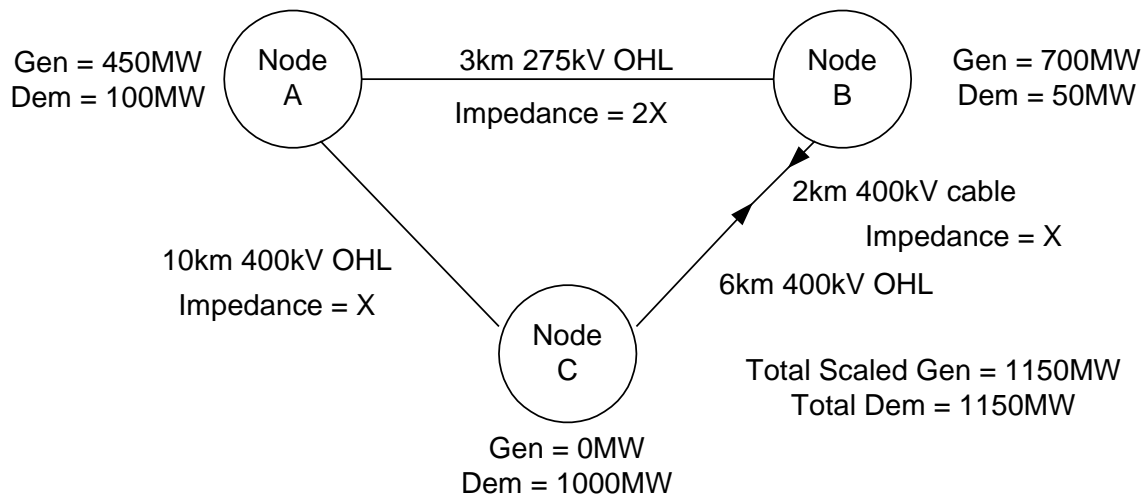 Gen = 450MW
Dem = 100MW
Node
A
3km 275kV OHL
Impedance = 2X
Node
B
Gen = 700MW
Dem = 50MW
2km 400kV cable
Impedance = X
10km 400kV OHL
Impedance = X
6km 400kV OHL
Node
C
Total Scaled Gen = 1150MW
Total Dem = 1150MW
Gen =0MW
Dem = 1000MW